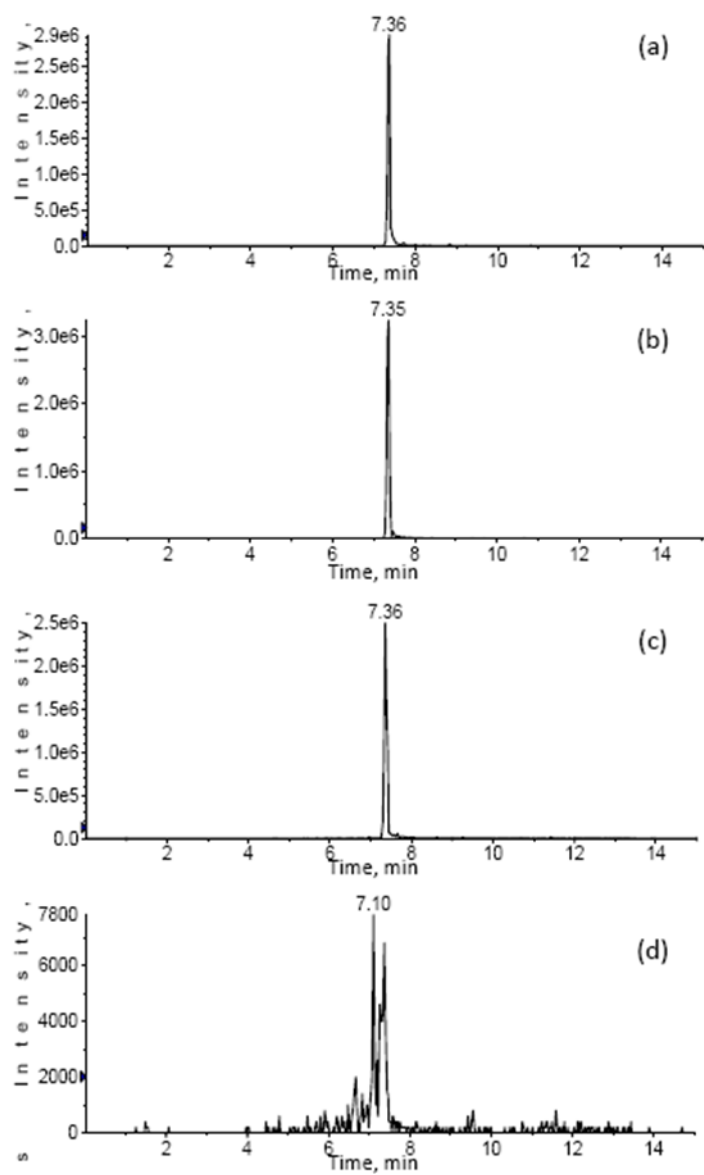 7.36
(a)
2.9e6
2.5e6
2.0e6
1.5e6
1.0e6
5.0e5
0.0
Intensity,
2 4 6 8 10 12 14
Time, min
7.35
(b)
3.0e6
2.0e6
1.0e6
0.0
Intensity,
2 4 6 8 10 12 14
Time, min
7.36
(c)
2.5e6
2.0e6
1.5e6
1.0e6
5.0e5
0.0
Intensity,
2 4 6 8 10 12 14
Time, min
7.10
(d)
7800
6000
4000
2000
0
s Intensity,
2 4 6 8 10 12 14
Time, min